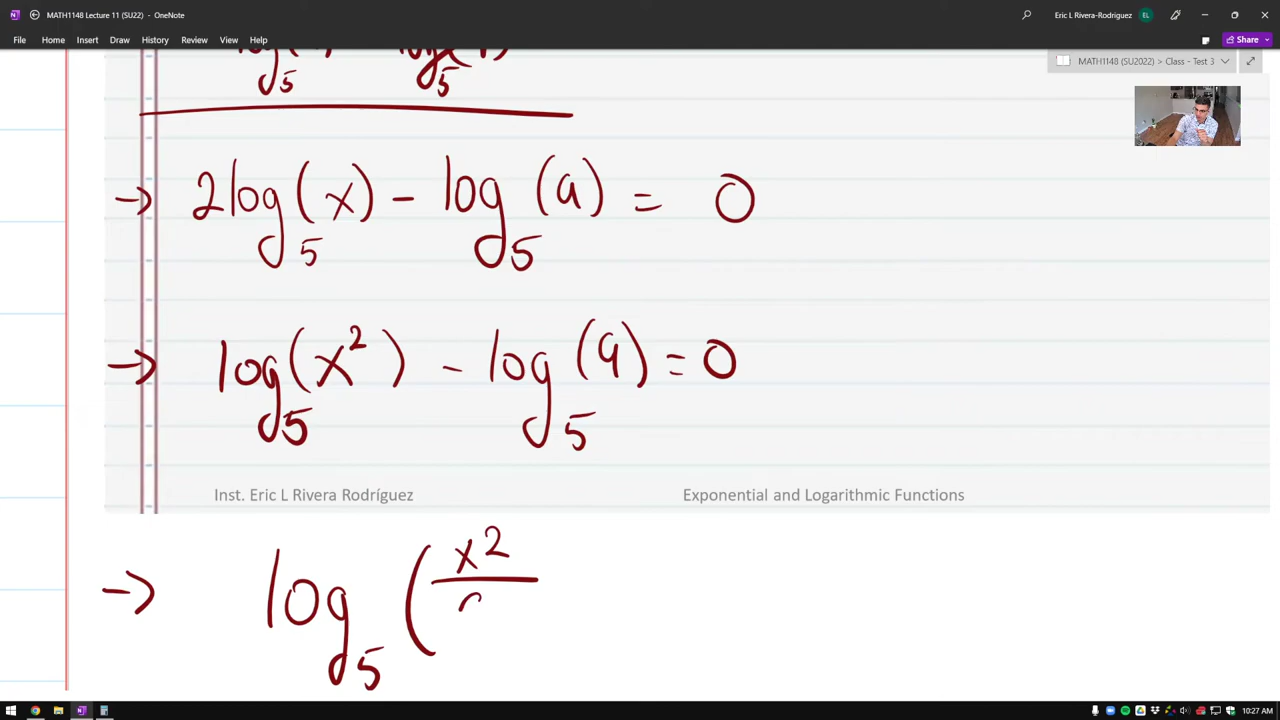 MATH1148 Lecture 11 (SU22) - OneNote
Eric L Rivera-Rodriguez EL
File Home Insert Draw History Review View Help
Share
MATH1148 (SU2022) > Class - Test 3
→ 2log₅(x) - log₅(9) = 0
→ log₅(x²) - log₅(9) = 0
Inst. Eric L Rivera Rodríguez Exponential and Logarithmic Functions
→ log₅(x²/
10:27 AM